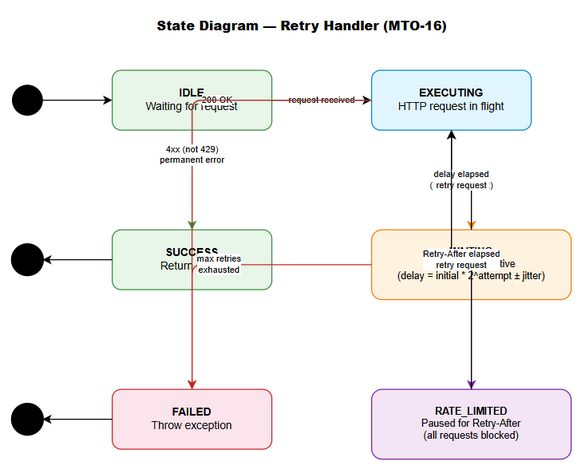 State Diagram — Retry Handler (MTO-16)
IDLE
Waiting for request
200 OK
request received
EXECUTING
HTTP request in flight
4xx (not 429)
permanent error
delay elapsed
( retry request )
SUCCESS
Return
max retries
exhausted
WAITING
Retry-After elapsed
retry request
tive
(delay = initial * 2^attempt ± jitter)
FAILED
Throw exception
RATE_LIMITED
Paused for Retry-After
(all requests blocked)